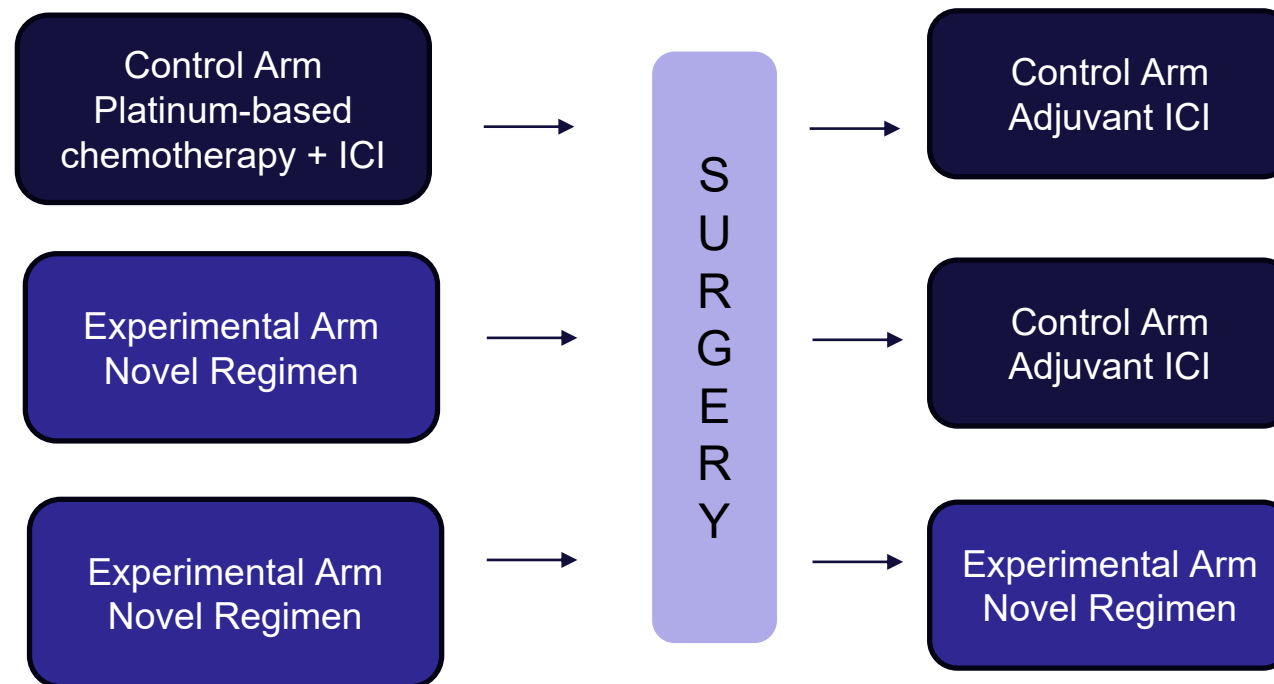 Control Arm
Platinum-based
chemotherapy + ICI
Experimental Arm
Novel Regimen
Experimental Arm
Novel Regimen
S
U
R
G
E
R
Y
Control Arm
Adjuvant ICI
Control Arm
Adjuvant ICI
Experimental Arm
Novel Regimen